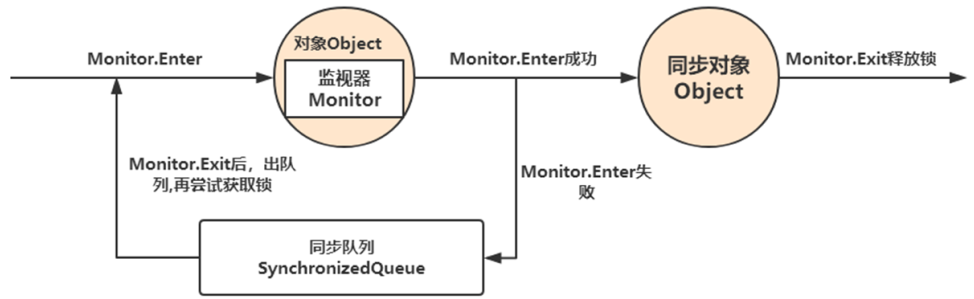 Monitor.Enter
对象Object
监视器
Monitor
Monitor.Enter成功
同步对象
Object
Monitor.Exit释放锁
Monitor.Exit后，出队
列,再尝试获取锁
Monitor.Enter失
败
同步队列
SynchronizedQueue